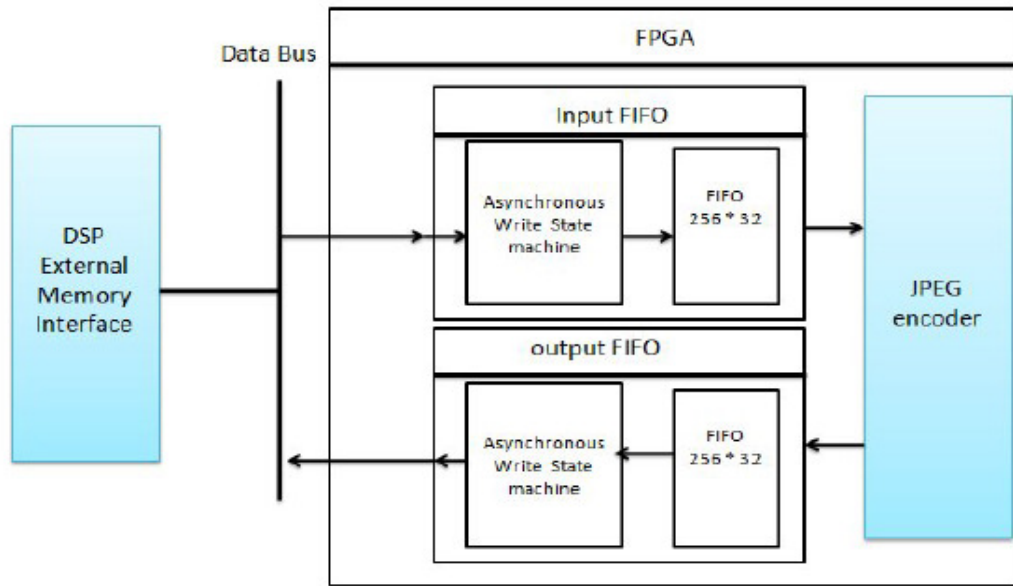 FPGA
Data Bus
Input FIFO
Asynchronous
Write State
machine
FIFO
256 * 32
DSP
External
Memory
Interface
JPEG
encoder
output FIFO
Asynchronous
Write State
machine
FIFO
256 * 32